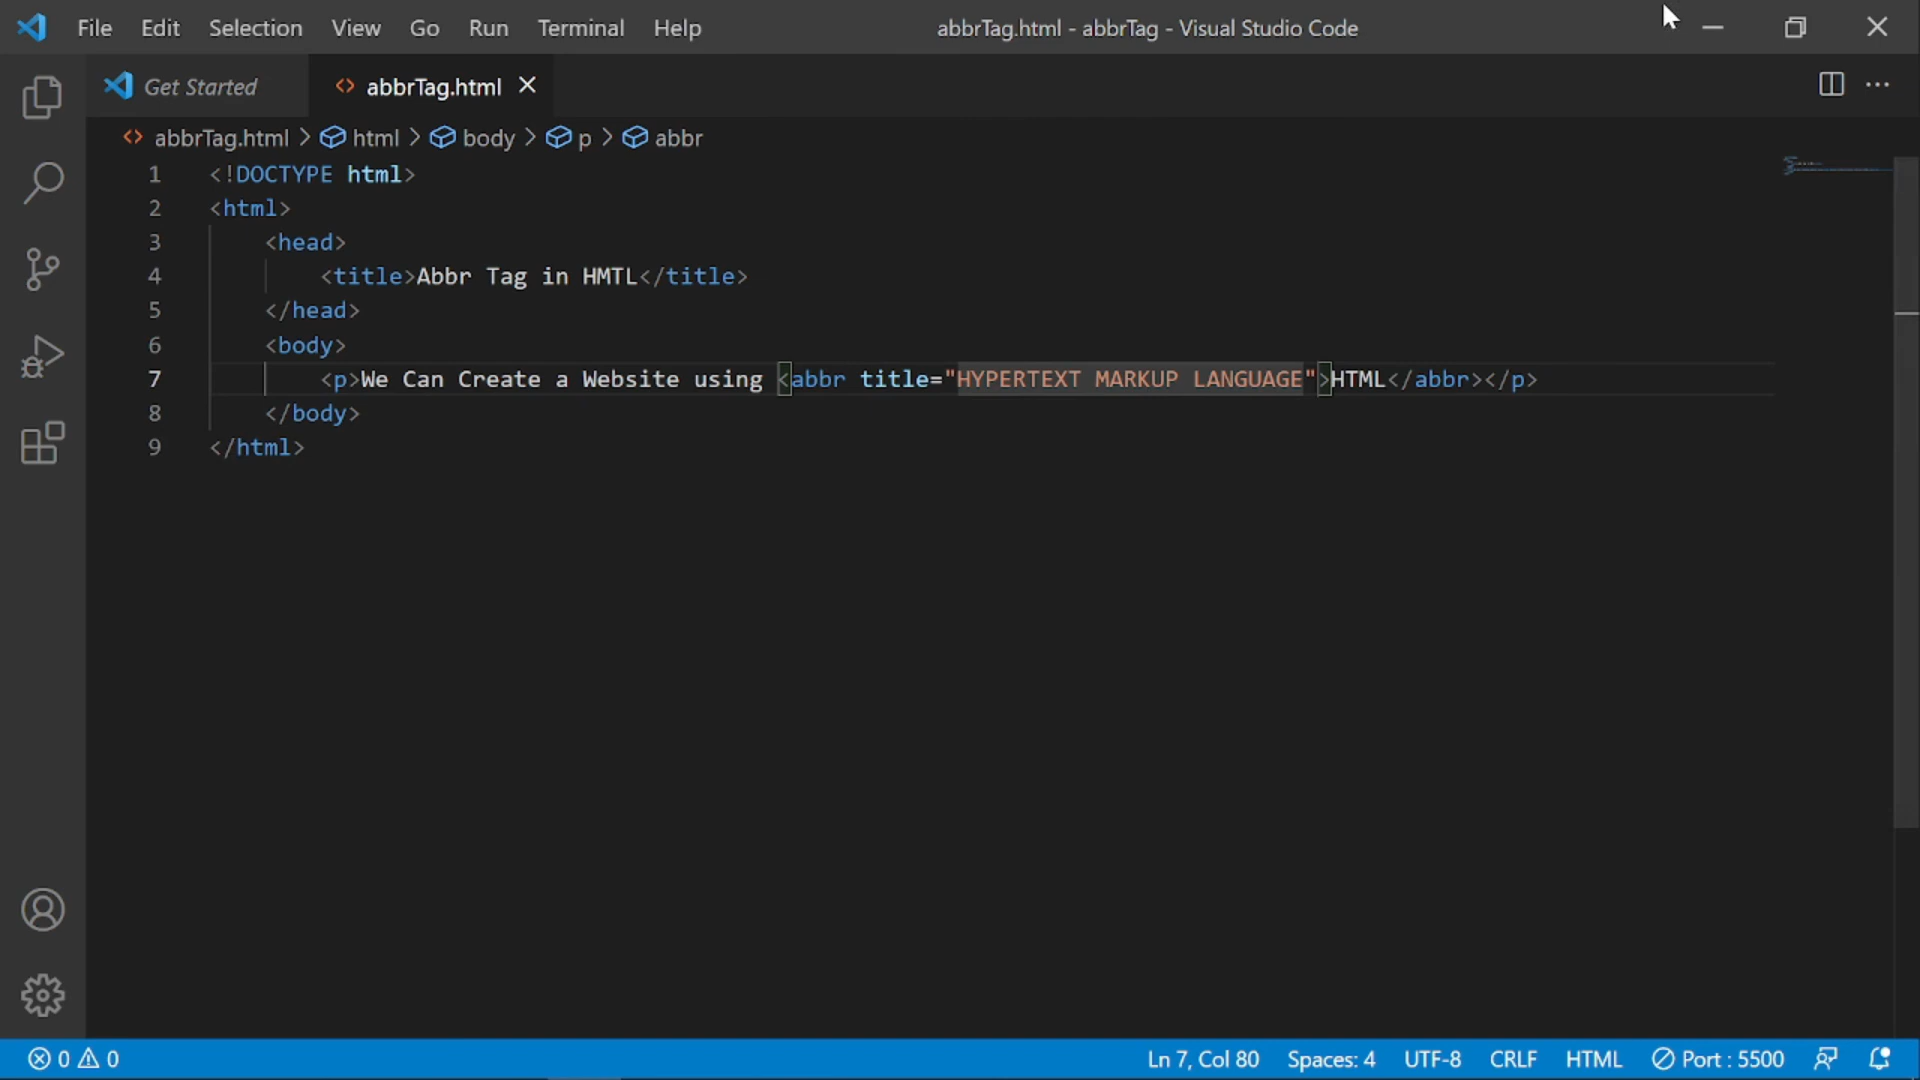 File Edit Selection View Go Run Terminal Help abbrTag.html - abbrTag - Visual Studio Code
Get Started abbrTag.html
abbrTag.html > html > body > p > abbr
1 <!DOCTYPE html>
2 <html>
3 <head>
4 <title>Abbr Tag in HMTL</title>
5 </head>
6 <body>
7 <p>We Can Create a Website using <abbr title="HYPERTEXT MARKUP LANGUAGE">HTML</abbr></p>
8 </body>
9 </html>
0 0 Ln 7, Col 80 Spaces: 4 UTF-8 CRLF HTML Port : 5500